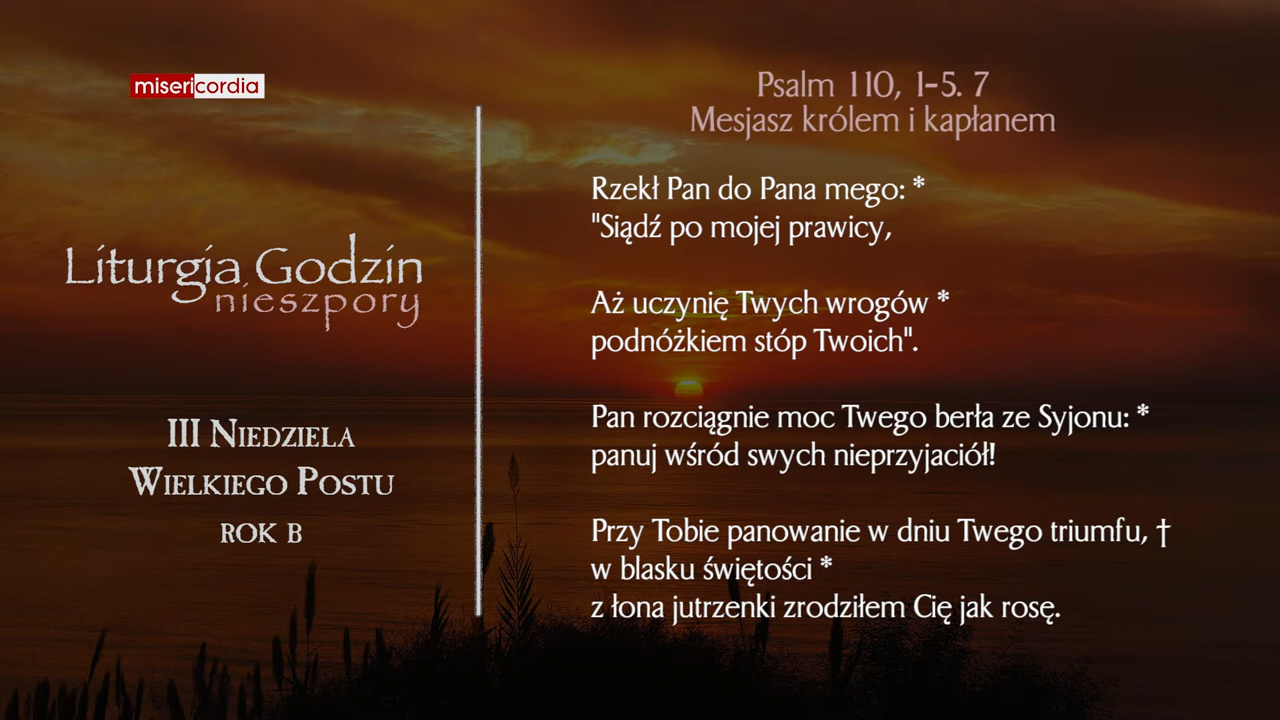 misericordia
Liturgia Godzin
nieszpory
III Niedziela
Wielkiego Postu
rok B
Psalm 110, 1-5. 7
Mesjasz królem i kapłanem
Rzekł Pan do Pana mego: *
"Siądź po mojej prawicy,
Aż uczynię Twych wrogów *
podnóżkiem stóp Twoich".
Pan rozciągnie moc Twego berła ze Syjonu: *
panuj wśród swych nieprzyjaciół!
Przy Tobie panowanie w dniu Twego triumfu, †
w blasku świętości *
z łona jutrzenki zrodziłem Cię jak rosę.